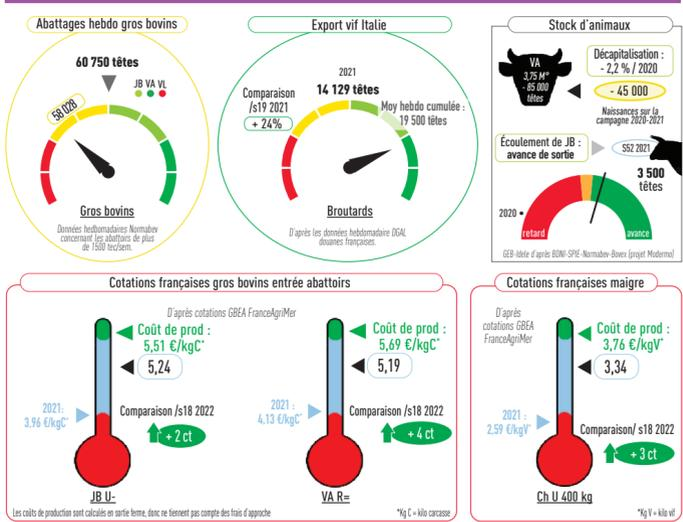 Abattages hebdo gros bovins
60 750 têtes
JB VA VL
58 028
Gros bovins
Données hedbomadaires Normabev
concernant les abattoirs de plus
de 1500 tec/sem.
Export vif Italie
2021
14 129 têtes
Comparaison
/s19 2021
+ 24%
Moy hebdo cumulée :
19 500 têtes
Broutards
D'après les données hebdomadaire DGAL
douanes françaises.
Stock d'animaux
VA
3,75 M°
- 85 000
têtes
Décapitalisation :
- 2,2 % / 2020
- 45 000
Naissances sur la
campagne 2020-2021
Écoulement de JB :
avance de sortie
S52 2021
3 500
têtes
2020
retard
avance
GEB-Idele d'après BDNI-SPIE-Normabev-Bovex (projet Modermo)
Cotations françaises gros bovins entrée abattoirs
D'après cotations GBEA FranceAgriMer
Coût de prod :
5,51 €/kgC*
5,24
2021:
3,96 €/kgC*
Comparaison /s18 2022
+ 2 ct
JB U-
Coût de prod :
5,69 €/kgC*
5,19
2021 :
4,13 €/kgC*
Comparaison /s18 2022
+ 4 ct
VA R=
Les coûts de production sont calculés en sortie ferme, donc ne tiennent pas compte des frais d'approche
*Kg C = kilo carcasse
Cotations françaises maigre
D'après
cotations GBEA
FranceAgriMer
Coût de prod :
3,76 €/kgV*
3,34
2021 :
2,59 €/kgV*
Comparaison/ s18 2022
+ 3 ct
Ch U 400 kg
*Kg V = kilo vif